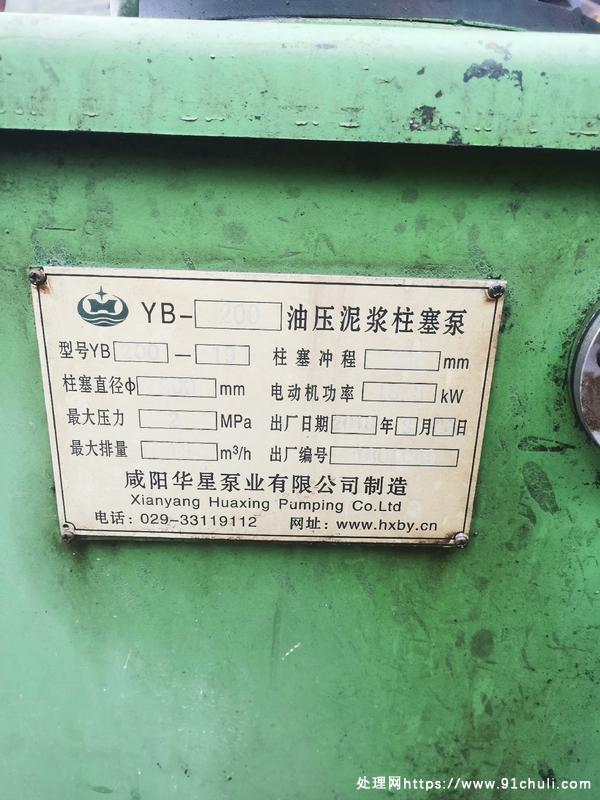 YB-200 油压泥浆柱塞泵
型号YB 200 — 19 柱塞冲程 mm
柱塞直径φ 200 mm 电动机功率 kW
最大压力 2 MPa 出厂日期 年 月 日
最大排量 19 m³/h 出厂编号
咸阳华星泵业有限公司制造
Xianyang Huaxing Pumping Co.Ltd
电话:029-33119112 网址:www.hxby.cn
处理网https://www.91chuli.com